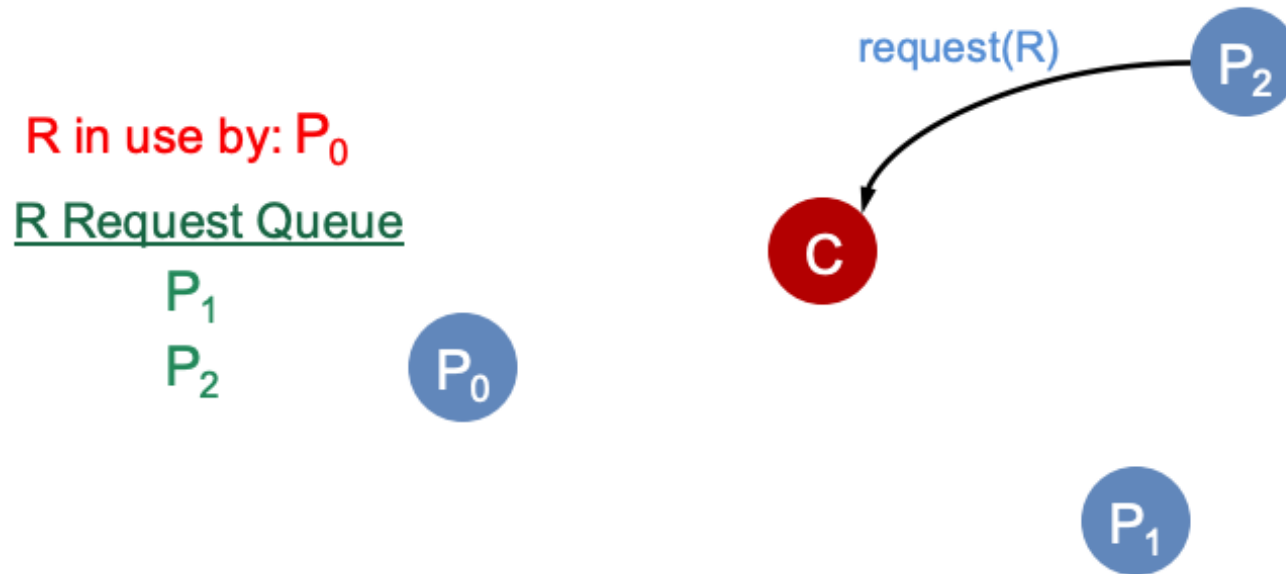 request(R)
P₂
R in use by: P₀
R Request Queue
C
P₁
P₂
P₀
P₁